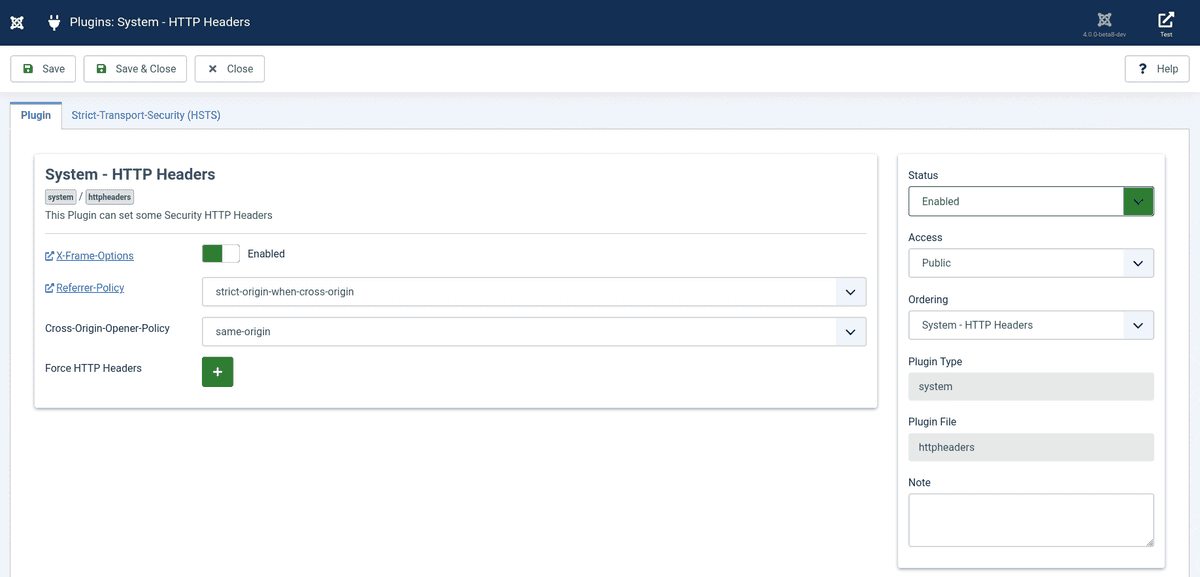 Plugins: System - HTTP Headers
4.0.0-beta8-dev
Test
Save
Save & Close
Close
Help
Plugin
Strict-Transport-Security (HSTS)
System - HTTP Headers
system / httpheaders
This Plugin can set some Security HTTP Headers
X-Frame-Options
Enabled
Referrer-Policy
strict-origin-when-cross-origin
Cross-Origin-Opener-Policy
same-origin
Force HTTP Headers
Status
Enabled
Access
Public
Ordering
System - HTTP Headers
Plugin Type
system
Plugin File
httpheaders
Note